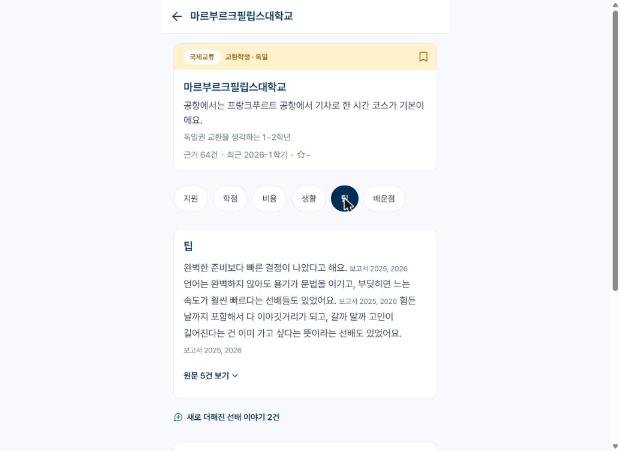 마르부르크필립스대학교
국제교류 교환학생 · 독일
마르부르크필립스대학교
공항에서는 프랑크푸르트 공항에서 기차로 한 시간 코스가 기본이
에요.
독일권 교환을 생각하는 1~2학년
근거 64건 · 최근 2026-1학기 · ☆ –
지원 학점 비용 생활 팁 배운점
팁
완벽한 준비보다 빠른 결정이 나았다고 해요. 보고서 2025, 2026
언어는 완벽하지 않아도 용기가 문법을 이기고, 부딪히면 느는
속도가 훨씬 빠르다는 선배들도 있었어요. 보고서 2025, 2026 힘든
날까지 포함해서 다 이야깃거리가 되고, 갈까 말까 고민이
길어진다는 건 이미 가고 싶다는 뜻이라는 선배도 있었어요.
보고서 2025, 2026
원문 5건 보기
새로 더해진 선배 이야기 2건